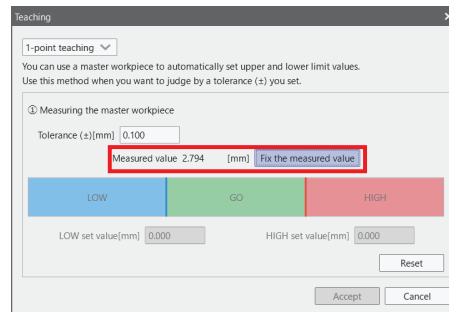 Teaching
1-point teaching
You can use a master workpiece to automatically set upper and lower limit values.
Use this method when you want to judge by a tolerance (±) you set.
① Measuring the master workpiece
Tolerance (±)[mm] 0.100
Measured value 2.794 [mm] Fix the measured value
LOW GO HIGH
LOW set value[mm] 0.000 HIGH set value[mm] 0.000
Reset
Accept Cancel